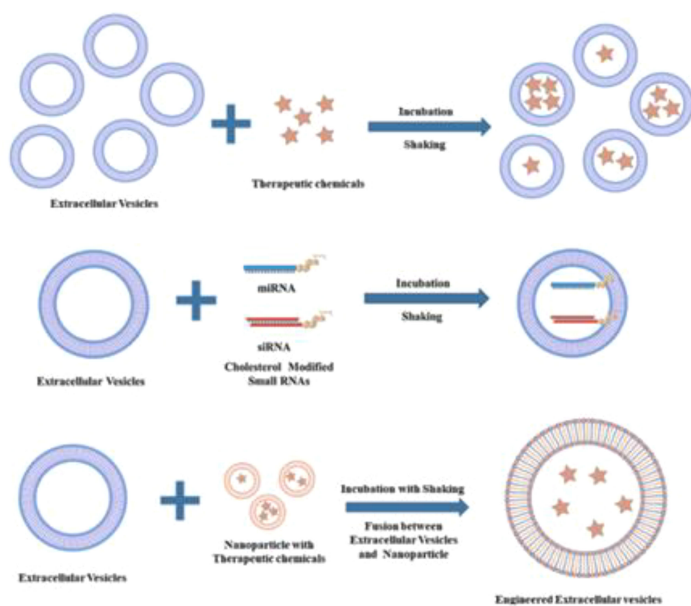 Incubation
Shaking
Therapeutic chemicals
Extracellular Vesicles
miRNA
Incubation
Shaking
siRNA
Extracellular Vesicles
Cholesterol Modified
Small RNAs
Incubation with Shaking
Fusion between
Extracellular Vesicles
and Nanoparticle
Nanoparticle with
Therapeutic chemicals
Extracellular Vesicles
Engineered Extracellular vesicles